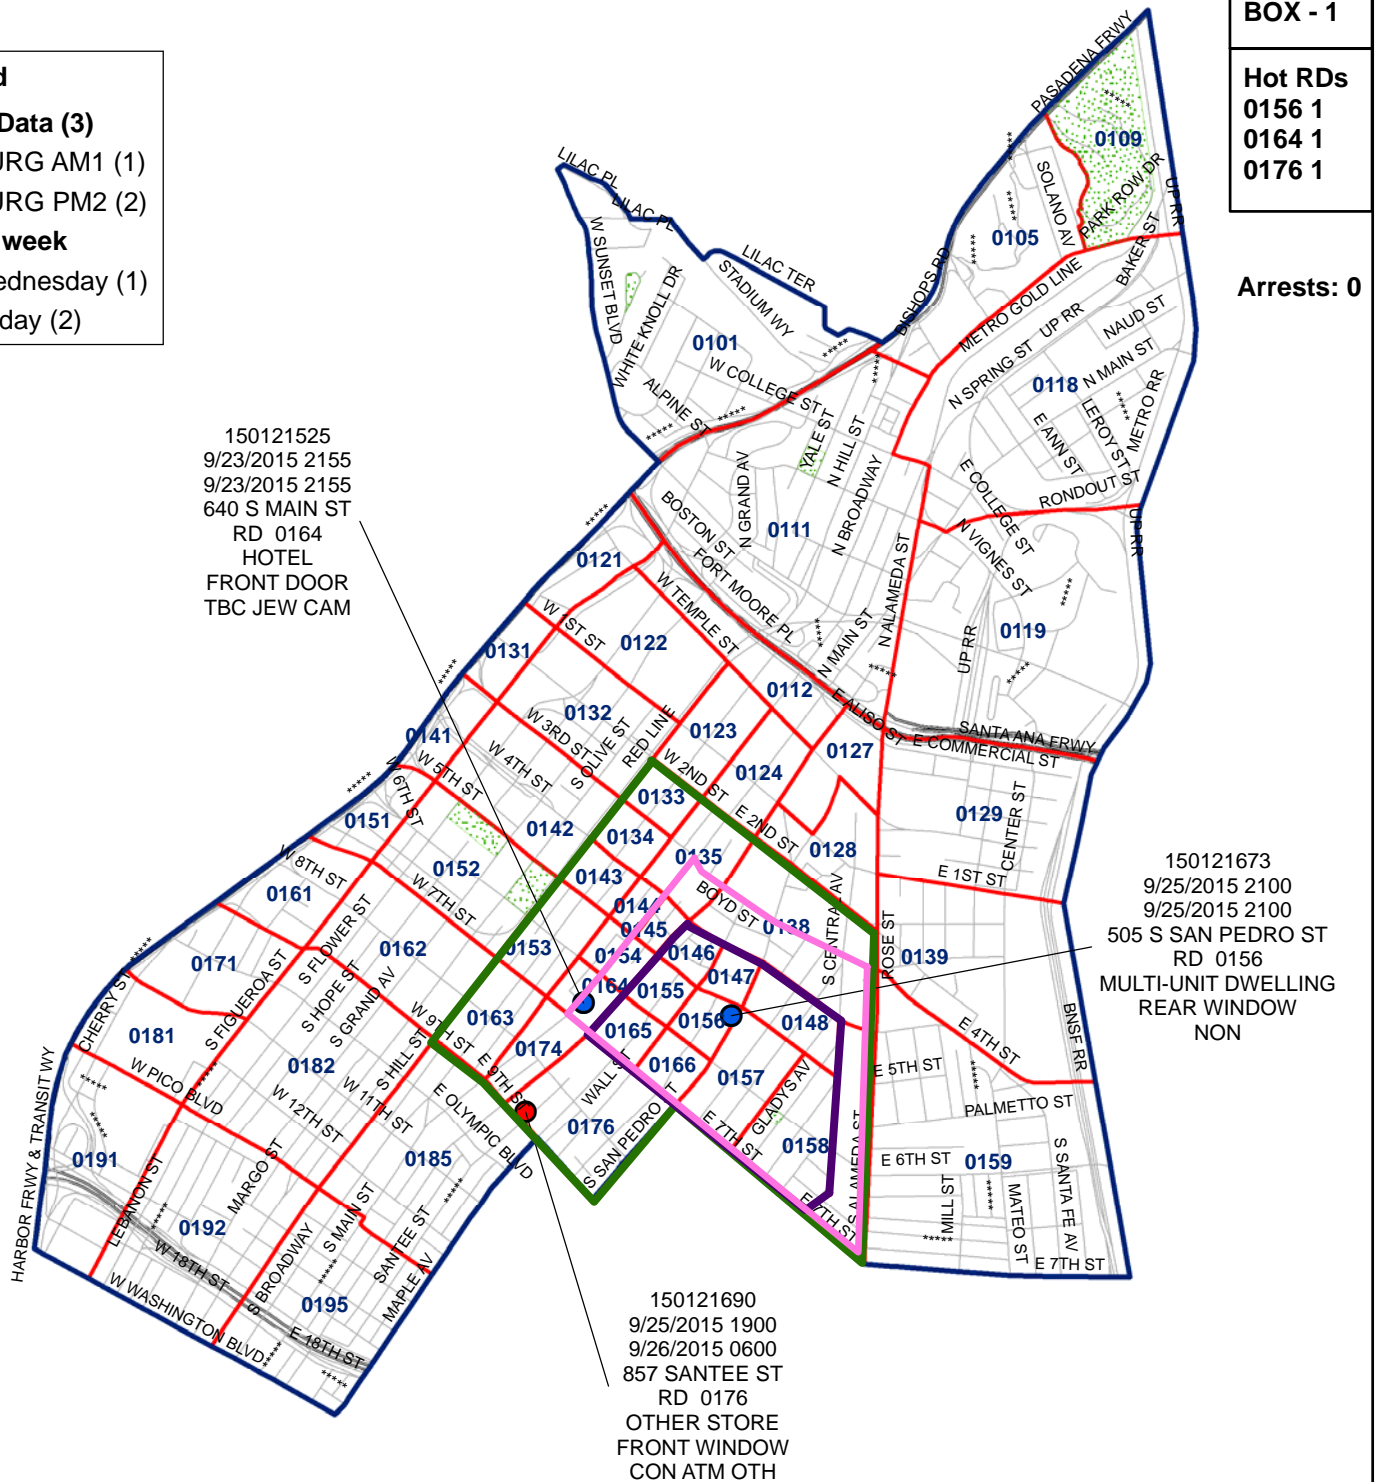 BOX - 1
Hot RDs
0156 1
0164 1
0176 1
Arrests: 0
d
Data (3)
URG AM1 (1)
URG PM2 (2)
week
ednesday (1)
day (2)
150121525
9/23/2015 2155
9/23/2015 2155
640 S MAIN ST
RD 0164
HOTEL
FRONT DOOR
TBC JEW CAM
150121673
9/25/2015 2100
9/25/2015 2100
505 S SAN PEDRO ST
RD 0156
MULTI-UNIT DWELLING
REAR WINDOW
NON
150121690
9/25/2015 1900
9/26/2015 0600
857 SANTEE ST
RD 0176
OTHER STORE
FRONT WINDOW
CON ATM OTH
PASADENA FRWY
0109
SOLANO AV
PARK ROW DR
UP RR
0105
BAKER ST
LILAC PL
LILAC PL
LILAC TER
W SUNSET BLVD
WHITE KNOLL DR
STADIUM WY
BISHOPS RD
METRO GOLD LINE
0101
W COLLEGE ST
ALPINE ST
N SPRING ST
UP RR
NAUD ST
N MAIN ST
0118
LEROY ST
METRO RR
E ANN ST
YALE ST
N HILL ST
N BROADWAY
N GRAND AV
E COLLEGE ST
RONDOUT ST
BOSTON ST
0111
N VIGNES ST
UP RR
FORT MOORE PL
N ALAMEDA ST
0121
W TEMPLE ST
W 1ST ST
0122
0131
N MAIN ST
0119
UP RR
0112
E ALISO ST
SANTA ANA FRWY
E COMMERCIAL ST
0132
W 3RD ST
S OLIVE ST
RED LINE
0123
0127
0141
W 4TH ST
W 5TH ST
W 6TH ST
W 2ND ST
0124
0133
E 2ND ST
0129
CENTER ST
0151
0142
0134
0135
0128
W 8TH ST
0152
W 7TH ST
0143
E 1ST ST
0161
0144
BOYD ST
0138
S CENTRAL AV
0145
ROSE ST
0171
S FLOWER ST
0162
0153
0154
0146
0139
S FIGUEROA ST
S HOPE ST
S GRAND AV
0147
0164
0155
CHERRY ST
0181
W 9TH ST
0163
0165
0156
0148
E 4TH ST
BNSF RR
HARBOR FRWY & TRANSIT WY
W PICO BLVD
0182
S HILL ST
0174
E 9TH ST
WALL ST
0166
0157
GLADYS AV
E 5TH ST
W 11TH ST
W 12TH ST
E OLYMPIC BLVD
0176
S SAN PEDRO ST
E 7TH ST
0158
S ALAMEDA ST
PALMETTO ST
0191
0185
E 6TH ST
0159
LEBANON ST
MARGO ST
MILL ST
MATEO ST
S SANTA FE AV
0192
S MAIN ST
SANTEE ST
MAPLE AV
E 7TH ST
E 7TH ST
W 18TH ST
S BROADWAY
0195
W WASHINGTON BLVD
E 18TH ST